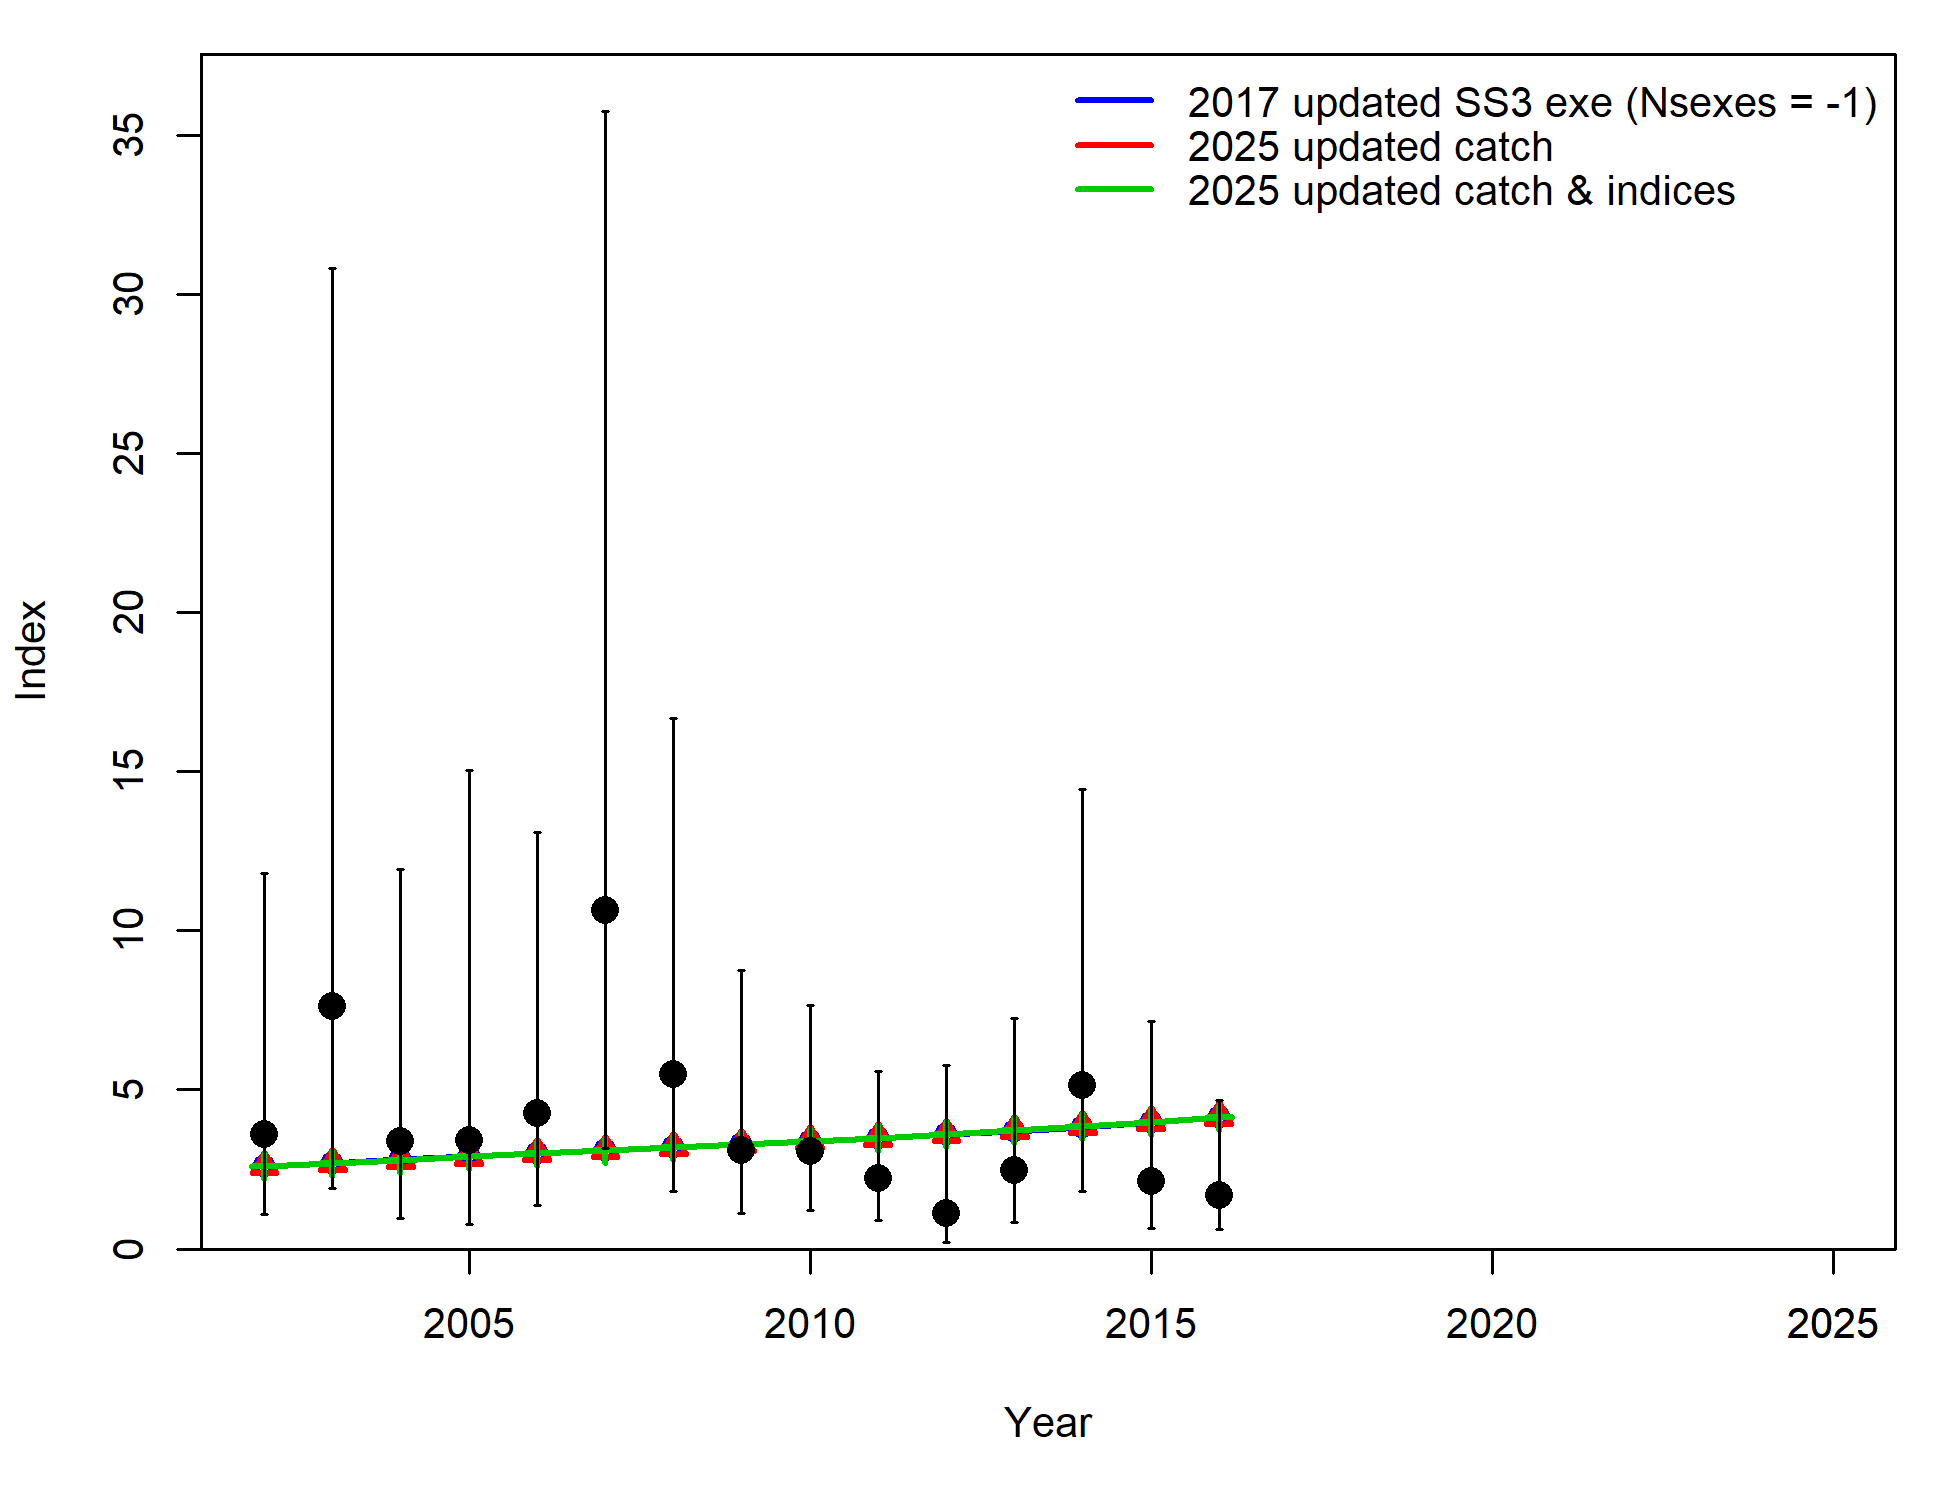 2017 updated SS3 exe (Nsexes = -1)
2025 updated catch
2025 updated catch & indices
35
30
25
20
15
10
5
0
Index
2005 2010 2015 2020 2025
Year